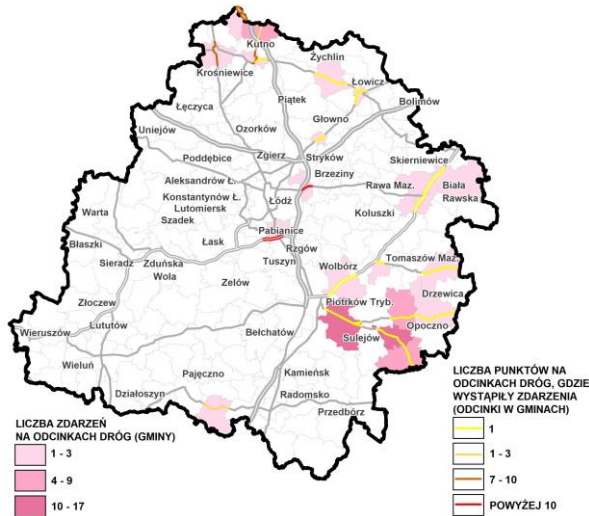 Kutno
Żychlin
Krośniewice
Łowicz
Piątek
Łęczyca
Bolimów
Głowno
Uniejów
Ozorków
Skierniewice
Zgierz
Stryków
Poddębice
Brzeziny
Aleksandrów Ł.
Rawa Maz.
Biała
Rawska
Konstantynów Ł.
Łódź
Warta
Lutomiersk
Koluszki
Szadek
Pabianice
Błaszki
Łask
Rzgów
Sieradz
Zduńska
Wola
Tuszyn
Wolbórz
Tomaszów Maz.
Zelów
Złoczew
Piotrków Tryb.
Drzewica
Wieruszów
Lututów
Bełchatów
Opoczno
Sulejów
Wieluń
Pajęczno
Kamieńsk
Działoszyn
Radomsko
Przedbórz
LICZBA ZDARZEŃ
NA ODCINKACH DRÓG (GMINY)
1 - 3
4 - 9
10 - 17
LICZBA PUNKTÓW NA
ODCINKACH DRÓG, GDZIE
WYSTĄPIŁY ZDARZENIA
(ODCINKI W GMINACH)
1
1 - 3
7 - 10
POWYŻEJ 10